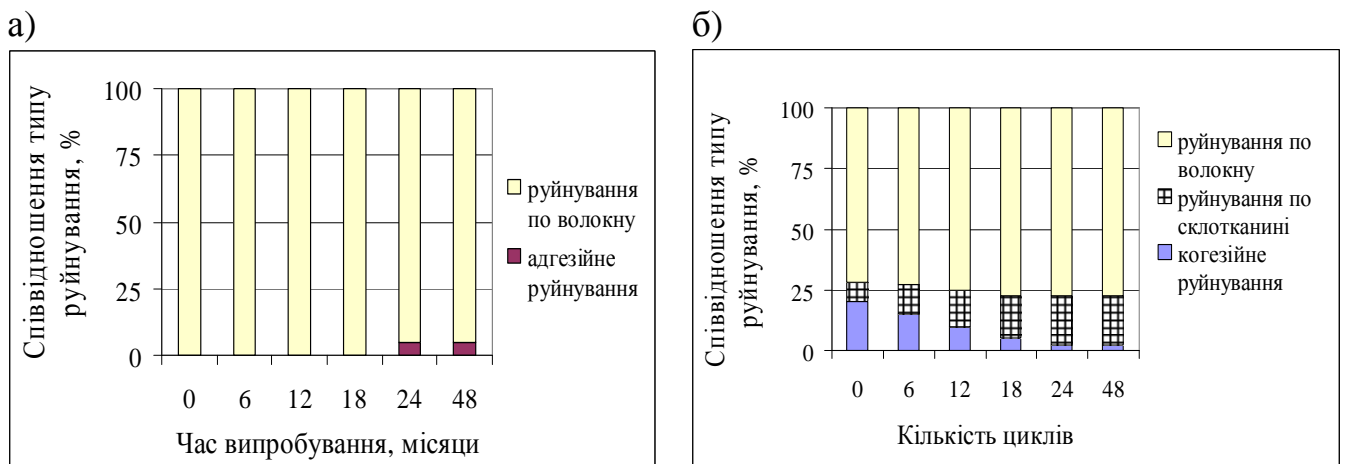 а)
Співвідношення типу
руйнування, %
100
75
50
25
0
0 6 12 18 24 48
Час випробування, місяци
руйнування
по волокну
адгезійне
руйнування
б)
Співвідношення типу
руйнування, %
100
75
50
25
0
0 6 12 18 24 48
Кількість циклів
руйнування по
волокну
руйнування по
склотканині
когезійне
руйнування